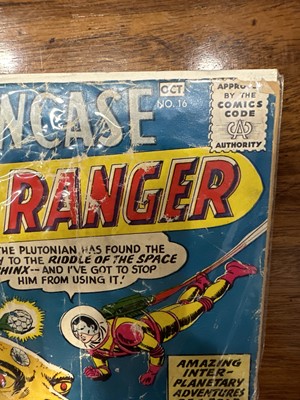 OCT
NO. 16
APPROVED
BY THE
COMICS
CODE
CA
AUTHORITY
WCASE
RANGER
THE PLUTONIAN HAS FOUND THE
TO THE RIDDLE OF THE SPACE
HINX -- AND I'VE GOT TO STOP
HIM FROM USING IT!
AMAZING
INTER-
PLANETARY
ADVENTURES